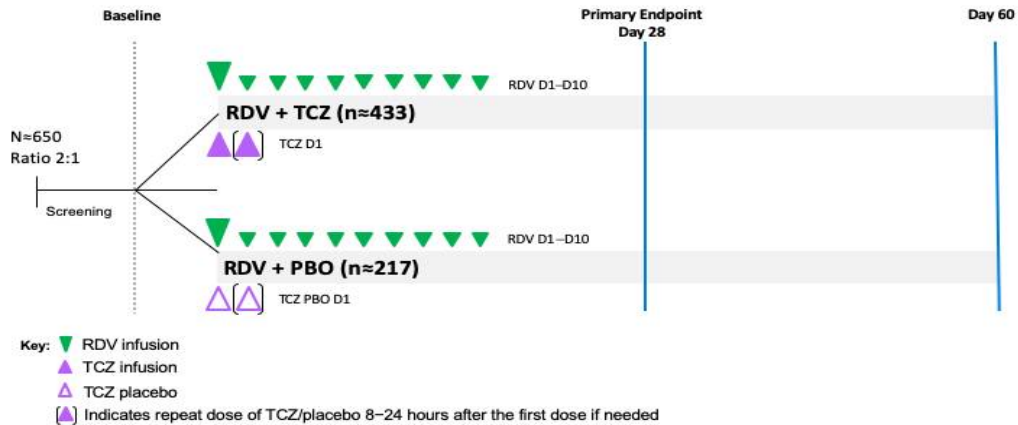 Baseline
Primary Endpoint
Day 28
Day 60
RDV D1–D10
RDV + TCZ (n≈433)
N≈650
Ratio 2:1
TCZ D1
Screening
RDV D1–D10
RDV + PBO (n≈217)
TCZ PBO D1
Key:
RDV infusion
TCZ infusion
TCZ placebo
Indicates repeat dose of TCZ/placebo 8–24 hours after the first dose if needed